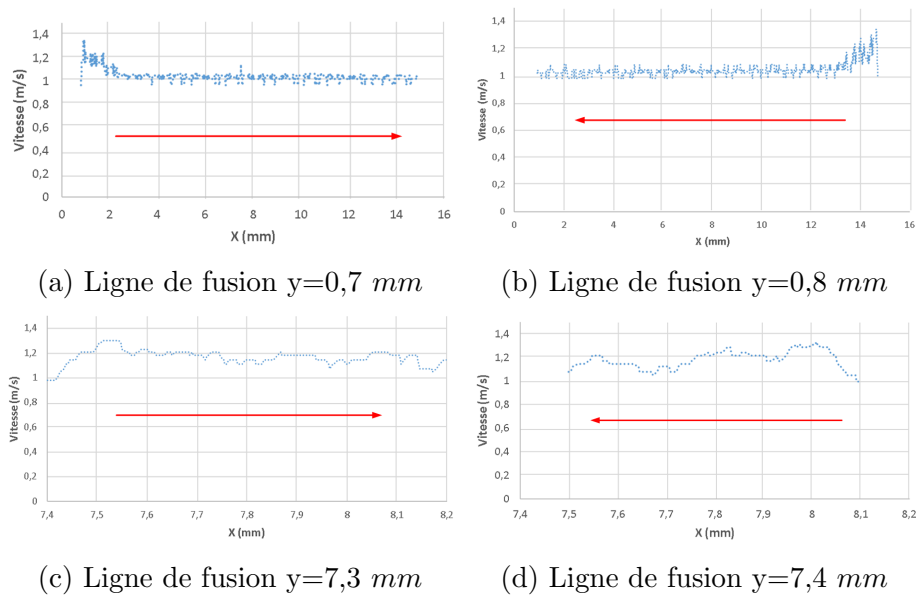 1,4
1,2
1
0,8
0,6
0,4
0,2
0
Vitesse (m/s)
0 2 4 6 8 10 12 14 16
X (mm)
(a) Ligne de fusion y=0,7 mm
1,4
1,2
1
0,8
0,6
0,4
0,2
0
Vitesse (m/s
0 2 4 6 8 10 12 14 16
X (mm)
(b) Ligne de fusion y=0,8 mm
1,4
1,2
1
0,8
0,6
0,4
0,2
0
Vitesse (m/s)
7,4 7,5 7,6 7,7 7,8 7,9 8 8,1 8,2
X (mm)
(c) Ligne de fusion y=7,3 mm
1,4
1,2
1
0,8
0,6
0,4
0,2
0
Vitesse (m/s)
7,4 7,5 7,6 7,7 7,8 7,9 8 8,1 8,2
X (mm)
(d) Ligne de fusion y=7,4 mm